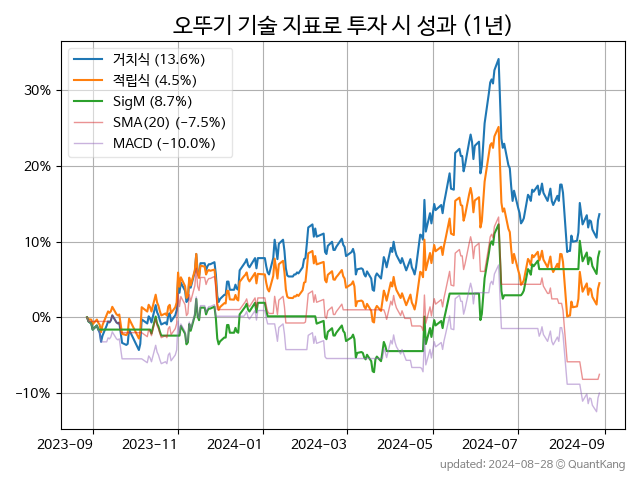 오뚜기 기술 지표로 투자 시 성과 (1년)
거치식 (13.6%)
적립식 (4.5%)
SigM (8.7%)
SMA(20) (−7.5%)
MACD (−10.0%)
30%
20%
10%
0%
−10%
2023-09 2023-11 2024-01 2024-03 2024-05 2024-07 2024-09
updated: 2024-08-28 © QuantKang